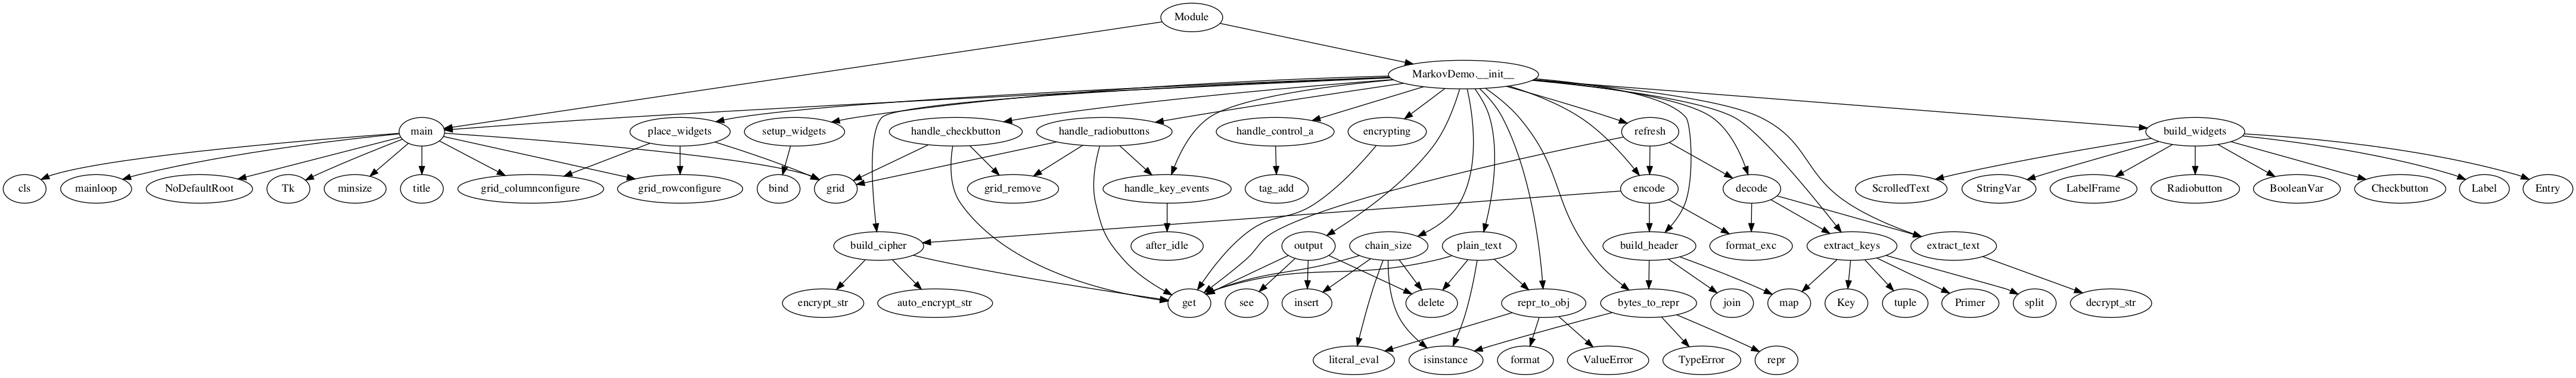 Module
MarkovDemo.__init__
main
place_widgets
setup_widgets
handle_checkbutton
handle_radiobuttons
handle_control_a
encrypting
refresh
build_widgets
cls
mainloop
NoDefaultRoot
Tk
minsize
title
grid_columnconfigure
grid_rowconfigure
bind
grid
grid_remove
handle_key_events
tag_add
encode
decode
ScrolledText
StringVar
LabelFrame
Radiobutton
BooleanVar
Checkbutton
Label
Entry
build_cipher
after_idle
output
chain_size
plain_text
build_header
format_exc
extract_keys
extract_text
encrypt_str
auto_encrypt_str
get
see
insert
delete
repr_to_obj
bytes_to_repr
join
map
Key
tuple
Primer
split
decrypt_str
literal_eval
isinstance
format
ValueError
TypeError
repr